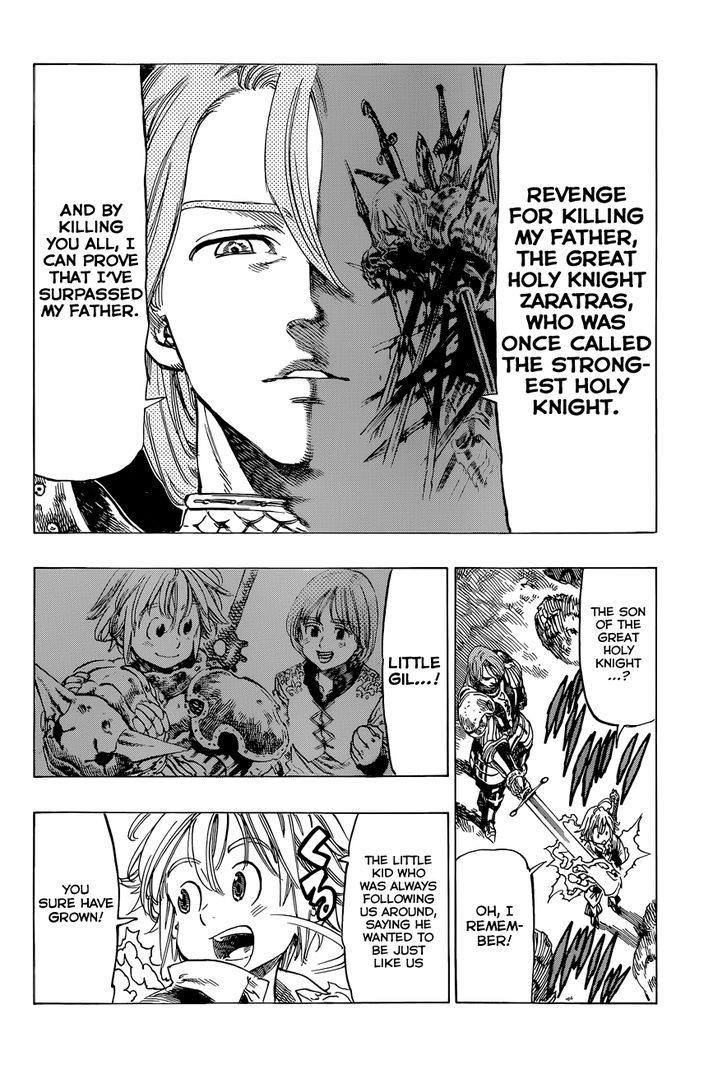 REVENGE
FOR KILLING
MY FATHER,
THE GREAT
HOLY KNIGHT
ZARATRAS,
WHO WAS
ONCE CALLED
THE STRONG-
EST HOLY
KNIGHT.
AND BY
KILLING
YOU ALL, I
CAN PROVE
THAT I'VE
SURPASSED
MY FATHER.
THE SON
OF THE
GREAT
HOLY
KNIGHT
...?
OH, I
REMEM-
BER!
LITTLE
GIL...!
THE LITTLE
KID WHO
WAS ALWAYS
FOLLOWING
US AROUND,
SAYING HE
WANTED TO
BE JUST
LIKE US
YOU
SURE HAVE
GROWN!